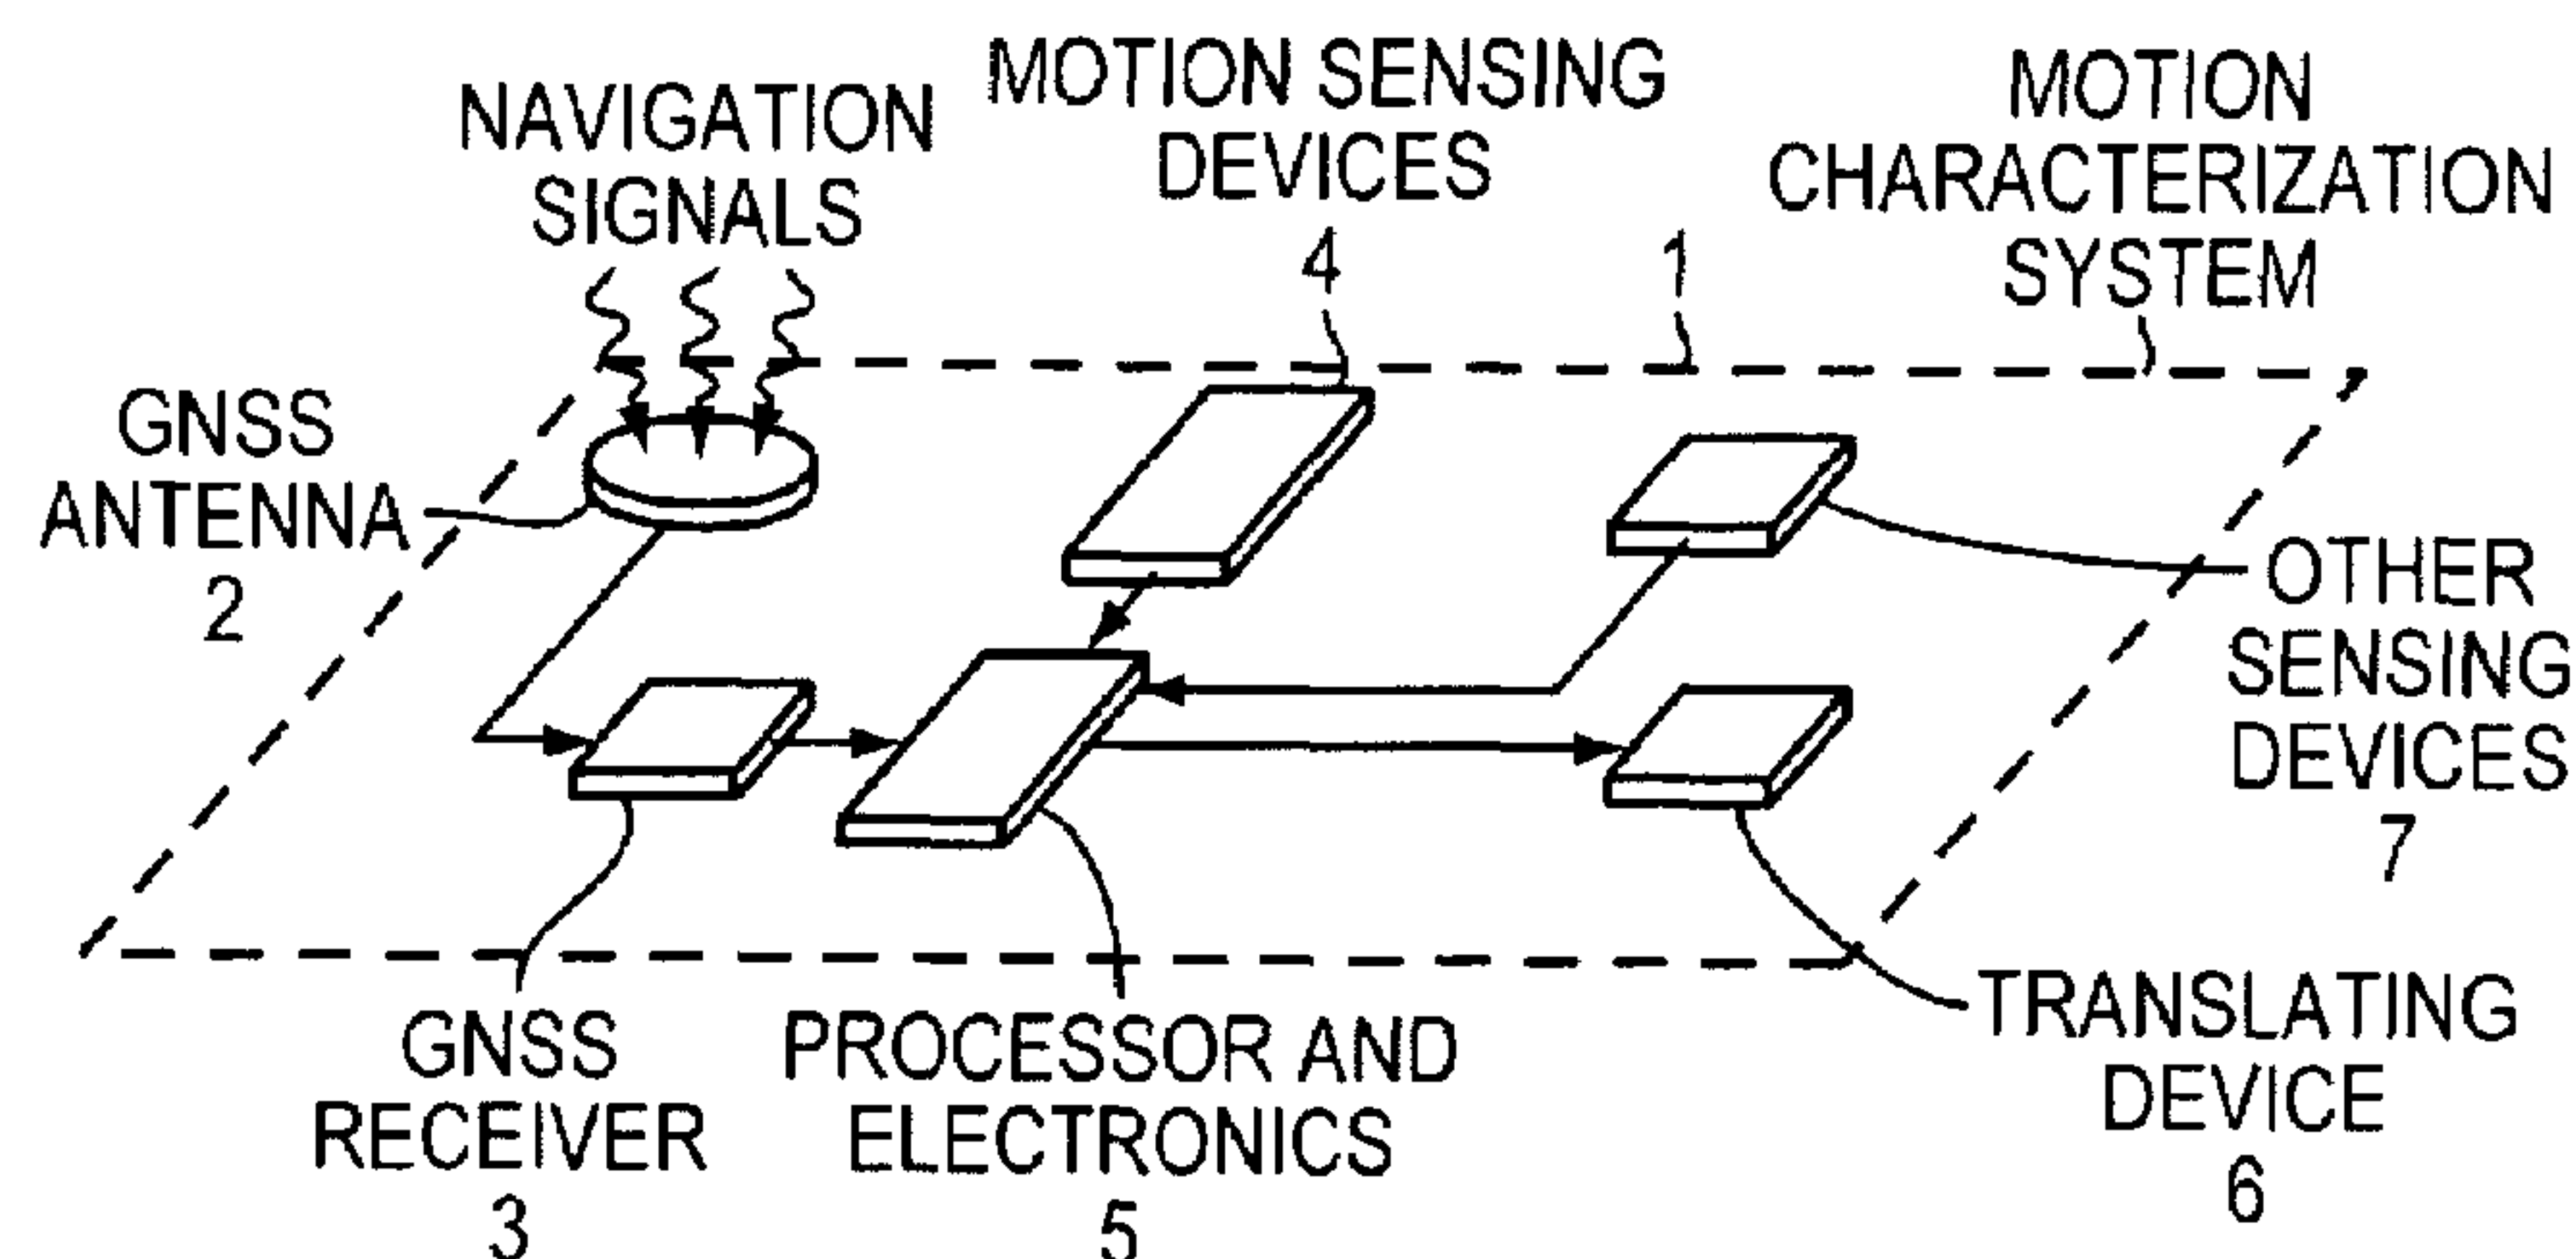 NAVIGATION
SIGNALS
MOTION SENSING
DEVICES
4
1
MOTION
CHARACTERIZATION
SYSTEM
GNSS
ANTENNA
2
OTHER
SENSING
DEVICES
7
GNSS
RECEIVER
3
PROCESSOR AND
ELECTRONICS
5
TRANSLATING
DEVICE
6